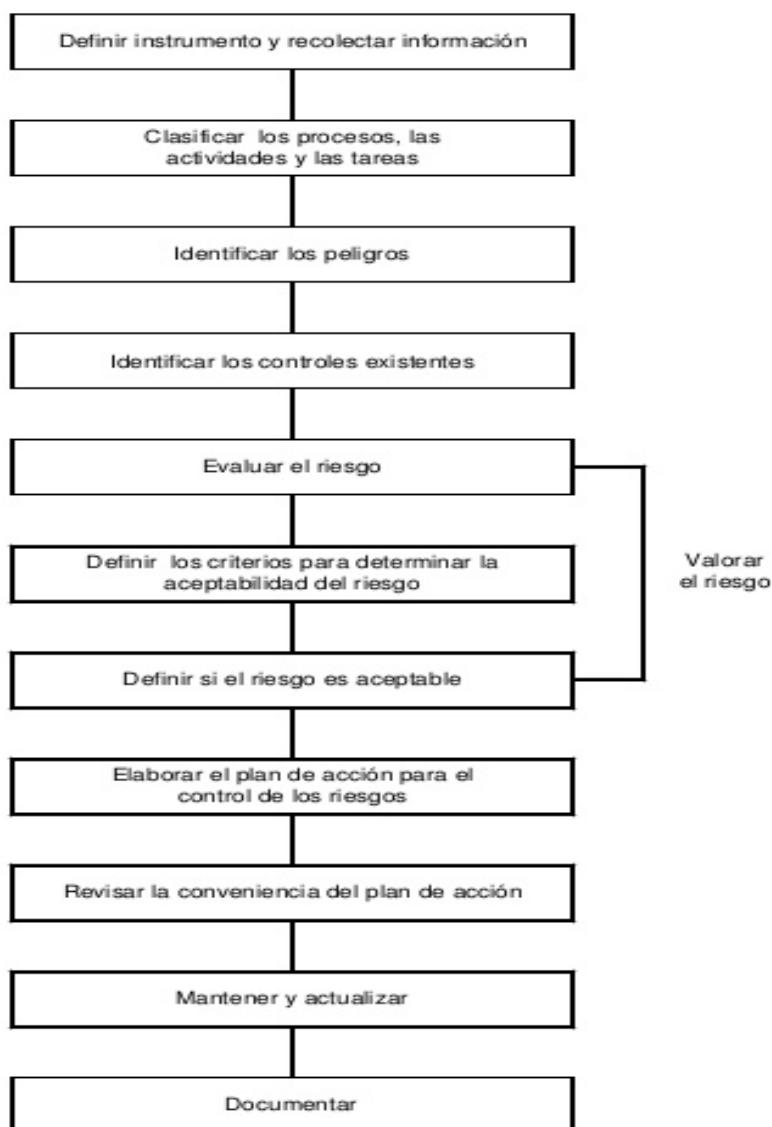 Definir instrumento y recolectar información
Clasificar los procesos, las
actividades y las tareas
Identificar los peligros
Identificar los controles existentes
Evaluar el riesgo
Definir los criterios para determinar la
aceptabilidad del riesgo
Valorar
el riesgo
Definir si el riesgo es aceptable
Elaborar el plan de acción para el
control de los riesgos
Revisar la conveniencia del plan de acción
Mantener y actualizar
Documentar